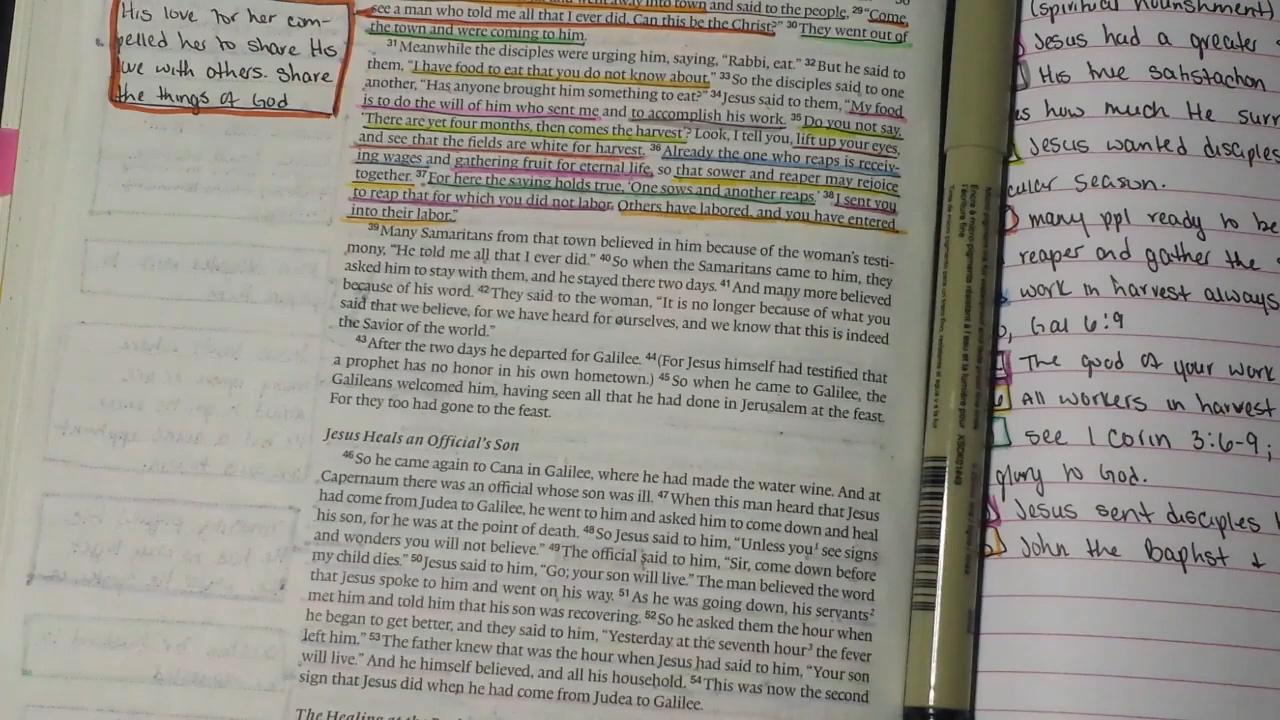 His love for her com-
pelled her to share His
love with others. Share
the things of God
away into town and said to the people, 29 "Come,
see a man who told me all that I ever did. Can this be the Christ?" 30 They went out of
the town and were coming to him.
31 Meanwhile the disciples were urging him, saying, "Rabbi, eat." 32 But he said to
them, "I have food to eat that you do not know about." 33 So the disciples said to one
another, "Has anyone brought him something to eat?" 34 Jesus said to them, "My food
is to do the will of him who sent me and to accomplish his work. 35 Do you not say,
'There are yet four months, then comes the harvest'? Look, I tell you, lift up your eyes,
and see that the fields are white for harvest. 36 Already the one who reaps is receiv-
ing wages and gathering fruit for eternal life, so that sower and reaper may rejoice
together. 37 For here the saying holds true, 'One sows and another reaps.' 38 I sent you
to reap that for which you did not labor. Others have labored, and you have entered
into their labor."
39 Many Samaritans from that town believed in him because of the woman's testi-
mony, "He told me all that I ever did." 40 So when the Samaritans came to him, they
asked him to stay with them, and he stayed there two days. 41 And many more believed
because of his word. 42 They said to the woman, "It is no longer because of what you
said that we believe, for we have heard for ourselves, and we know that this is indeed
the Savior of the world."
43 After the two days he departed for Galilee. 44 (For Jesus himself had testified that
a prophet has no honor in his own hometown.) 45 So when he came to Galilee, the
Galileans welcomed him, having seen all that he had done in Jerusalem at the feast.
For they too had gone to the feast.
Jesus Heals an Official's Son
46 So he came again to Cana in Galilee, where he had made the water wine. And at
Capernaum there was an official whose son was ill. 47 When this man heard that Jesus
had come from Judea to Galilee, he went to him and asked him to come down and heal
his son, for he was at the point of death. 48 So Jesus said to him, "Unless you 1 see signs
and wonders you will not believe." 49 The official said to him, "Sir, come down before
my child dies." 50 Jesus said to him, "Go; your son will live." The man believed the word
that Jesus spoke to him and went on his way. 51 As he was going down, his servants 2
met him and told him that his son was recovering. 52 So he asked them the hour when
he began to get better, and they said to him, "Yesterday at the seventh hour 3 the fever
left him." 53 The father knew that was the hour when Jesus had said to him, "Your son
will live." And he himself believed, and all his household. 54 This was now the second
sign that Jesus did when he had come from Judea to Galilee.
The Healing at the
(spiritual nourishment)
Jesus had a greater
His true satisfaction
us how much He surr
Jesus wanted disciples
cular season.
many ppl ready to be
reaper and gather the
work in harvest always
Gal 6:9
The good of your work
All workers in harvest
see 1 Corin 3:6-9;
glory to God.
Jesus sent disciples
John the Baptist +
XSDK01#49